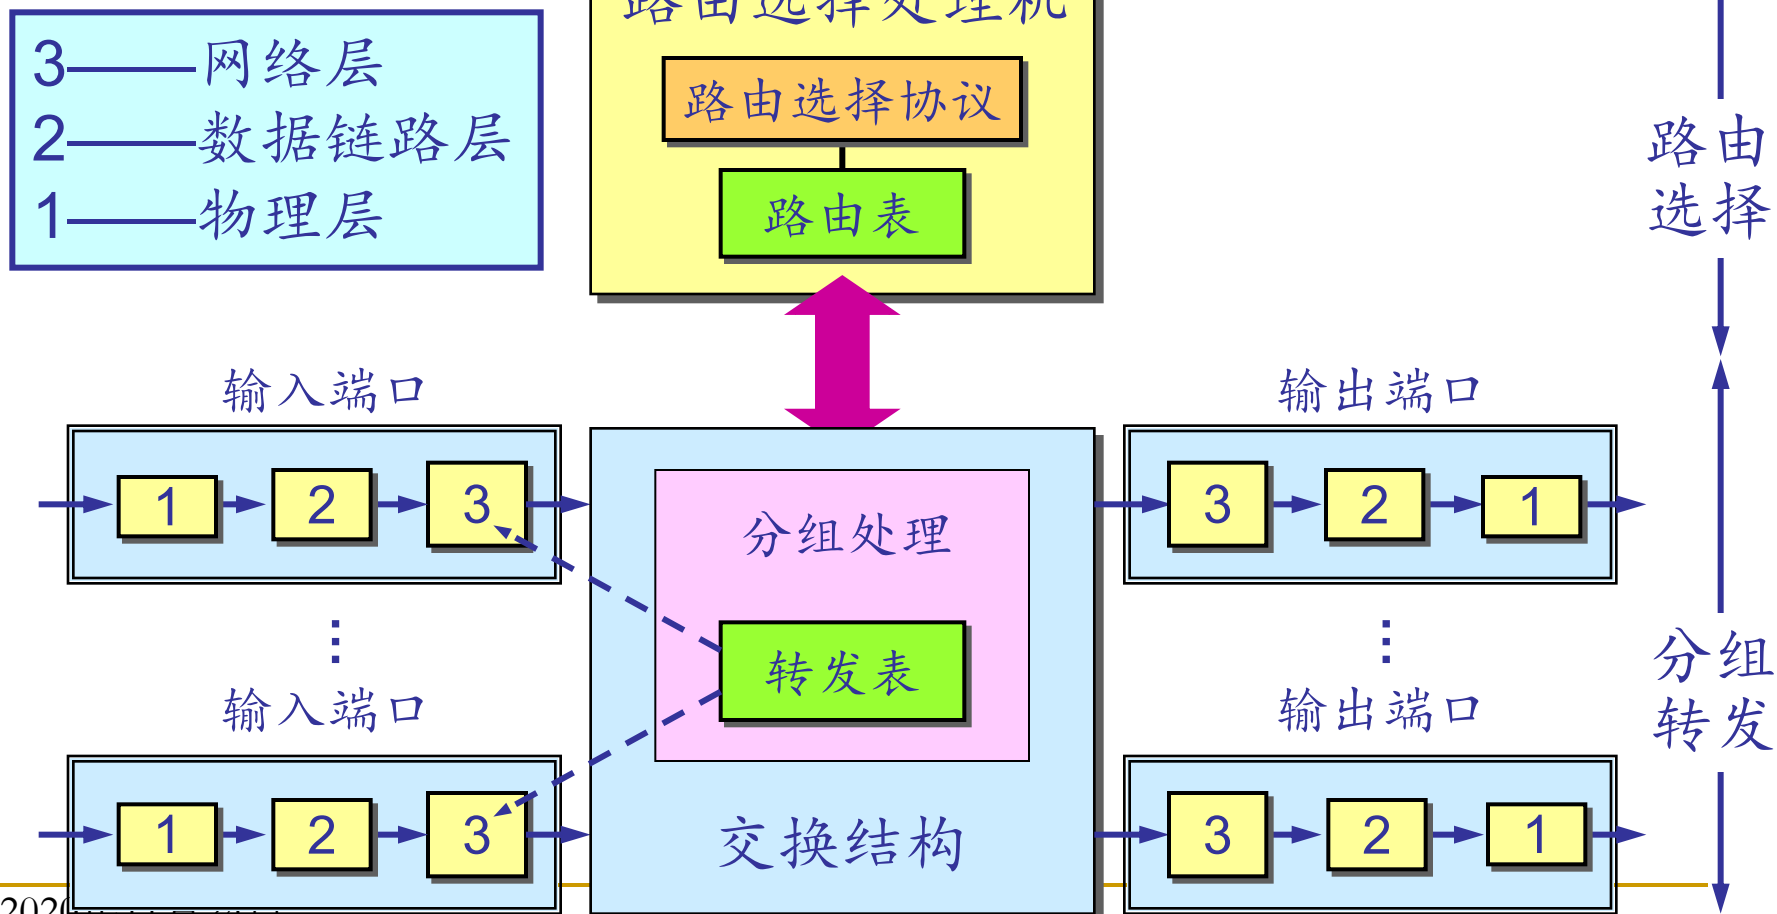 路由选择处理机
3——网络层
2——数据链路层
1——物理层
路由选择协议
路由表
路由
选择
输入端口
输出端口
1 2 3
分组处理
3 2 1
转发表
输入端口
输出端口
分组
转发
1 2 3
交换结构
3 2 1